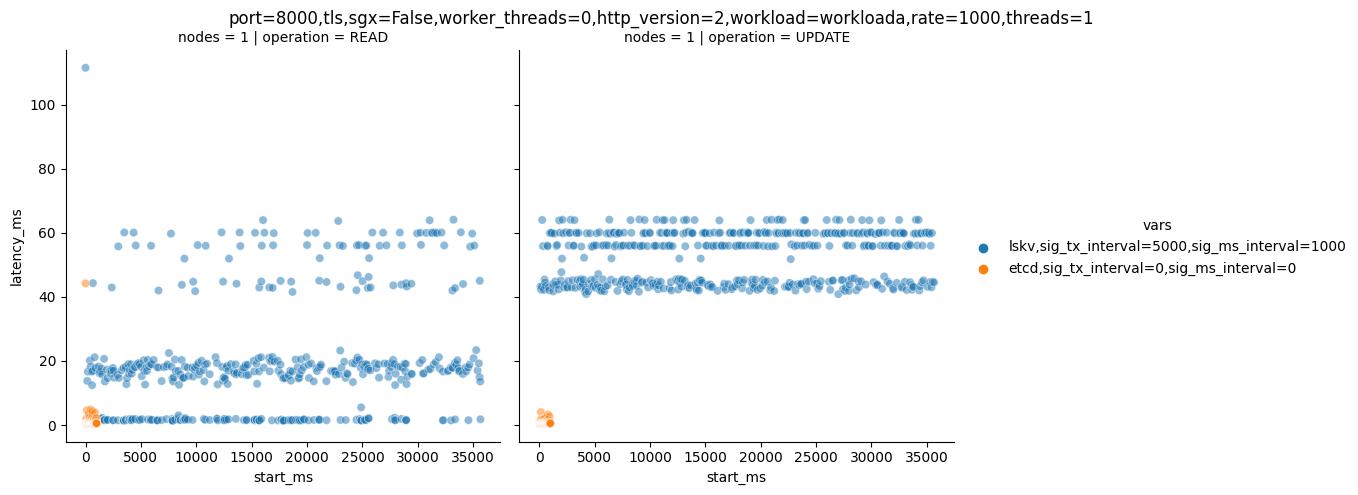 port=8000,tls,sgx=False,worker_threads=0,http_version=2,workload=workloada,rate=1000,threads=1
nodes = 1 | operation = READ
nodes = 1 | operation = UPDATE
latency_ms
100
80
60
40
20
0
0 5000 10000 15000 20000 25000 30000 35000
start_ms
0 5000 10000 15000 20000 25000 30000 35000
start_ms
vars
lskv,sig_tx_interval=5000,sig_ms_interval=1000
etcd,sig_tx_interval=0,sig_ms_interval=0